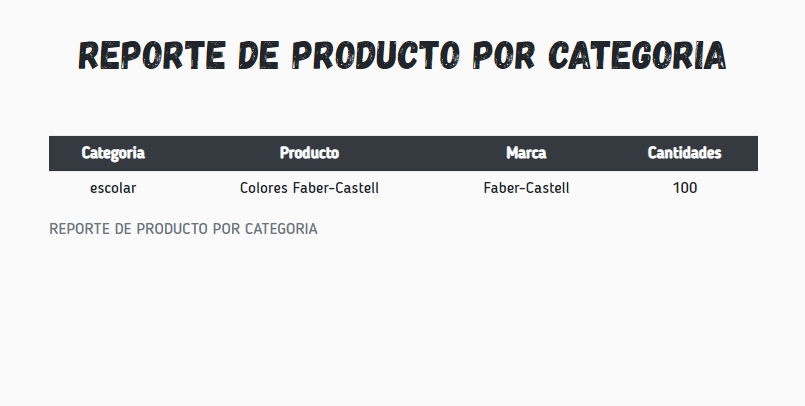 REPORTE DE PRODUCTO POR CATEGORIA
Categoria Producto Marca Cantidades
escolar Colores Faber-Castell Faber-Castell 100
REPORTE DE PRODUCTO POR CATEGORIA